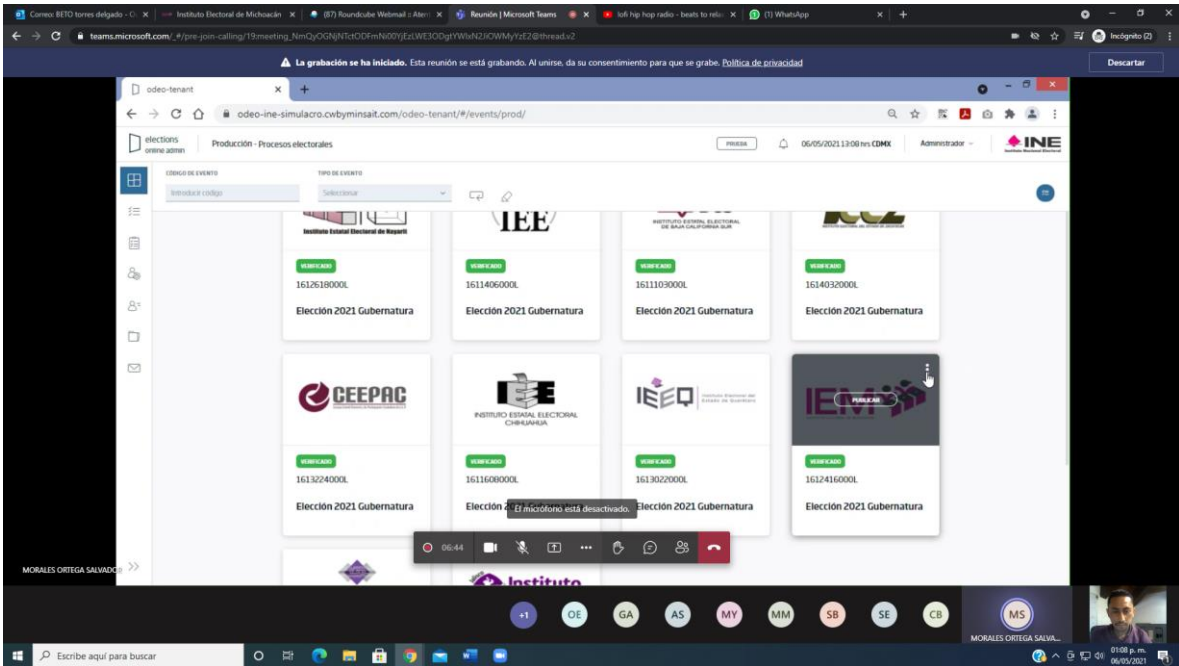 Correo: BETO torres delgado - O
Instituto Electoral de Michoacán
(87) Roundcube Webmail :: Atern
Reunión | Microsoft Teams
lofi hip hop radio - beats to relax
(1) WhatsApp
teams.microsoft.com/_#/pre-join-calling/19:meeting_NmQyOGNjNTctODFmNi00YjEzLWE3ODgtYWIxN2JiOWMyYzE2@thread.v2
Incógnito (2)
La grabación se ha iniciado. Esta reunión se está grabando. Al unirse, da su consentimiento para que se grabe. Política de privacidad
Descartar
odeo-tenant
odeo-ine-simulacro.cwbyminsait.com/odeo-tenant/#/events/prod/
elections
online admin
Producción - Procesos electorales
PRUEBA
06/05/2021 13:08 hrs CDMX
Administrador
INE
Instituto Nacional Electoral
CÓDIGO DE EVENTO
TIPO DE EVENTO
Introducir código
Seleccionar
Instituto Estatal Electoral de Nayarit
IEE
INSTITUTO ESTATAL ELECTORAL
DE BAJA CALIFORNIA SUR
VERIFICADO
VERIFICADO
VERIFICADO
VERIFICADO
1612618000L
1611406000L
1611103000L
1614032000L
Elección 2021 Gubernatura
Elección 2021 Gubernatura
Elección 2021 Gubernatura
Elección 2021 Gubernatura
CEEPAC
IEE
INSTITUTO ESTATAL ELECTORAL
CHIHUAHUA
IEEQ
Instituto Electoral del
Estado de Querétaro
IEM
PUBLICAR
VERIFICADO
VERIFICADO
VERIFICADO
VERIFICADO
1613224000L
1611608000L
1613022000L
1612416000L
Elección 2021 Gubernatura
Elección 2021 Gubernatura
Elección 2021 Gubernatura
Elección 2021 Gubernatura
El micrófono está desactivado.
06:44
Instituto
MORALES ORTEGA SALVADOR
+1
OE
GA
AS
MY
MM
SB
SE
CB
MS
MORALES ORTEGA SALVA...
Escribe aquí para buscar
01:08 p. m.
06/05/2021